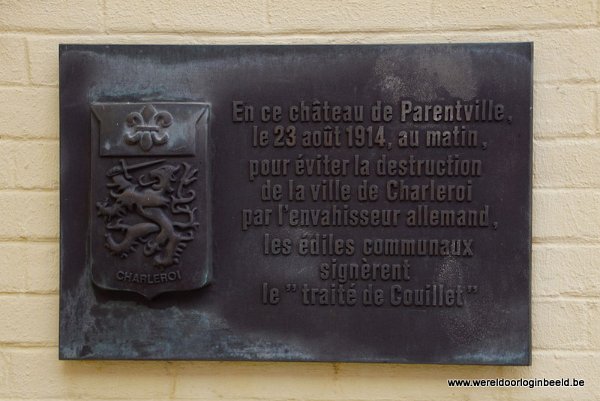 En ce château de Parentville,
le 23 août 1914, au matin,
pour éviter la destruction
de la ville de Charleroi
par l'envahisseur allemand,
les édiles communaux
signèrent
le "traité de Couillet"
CHARLEROI
www.wereldoorloginbeeld.be